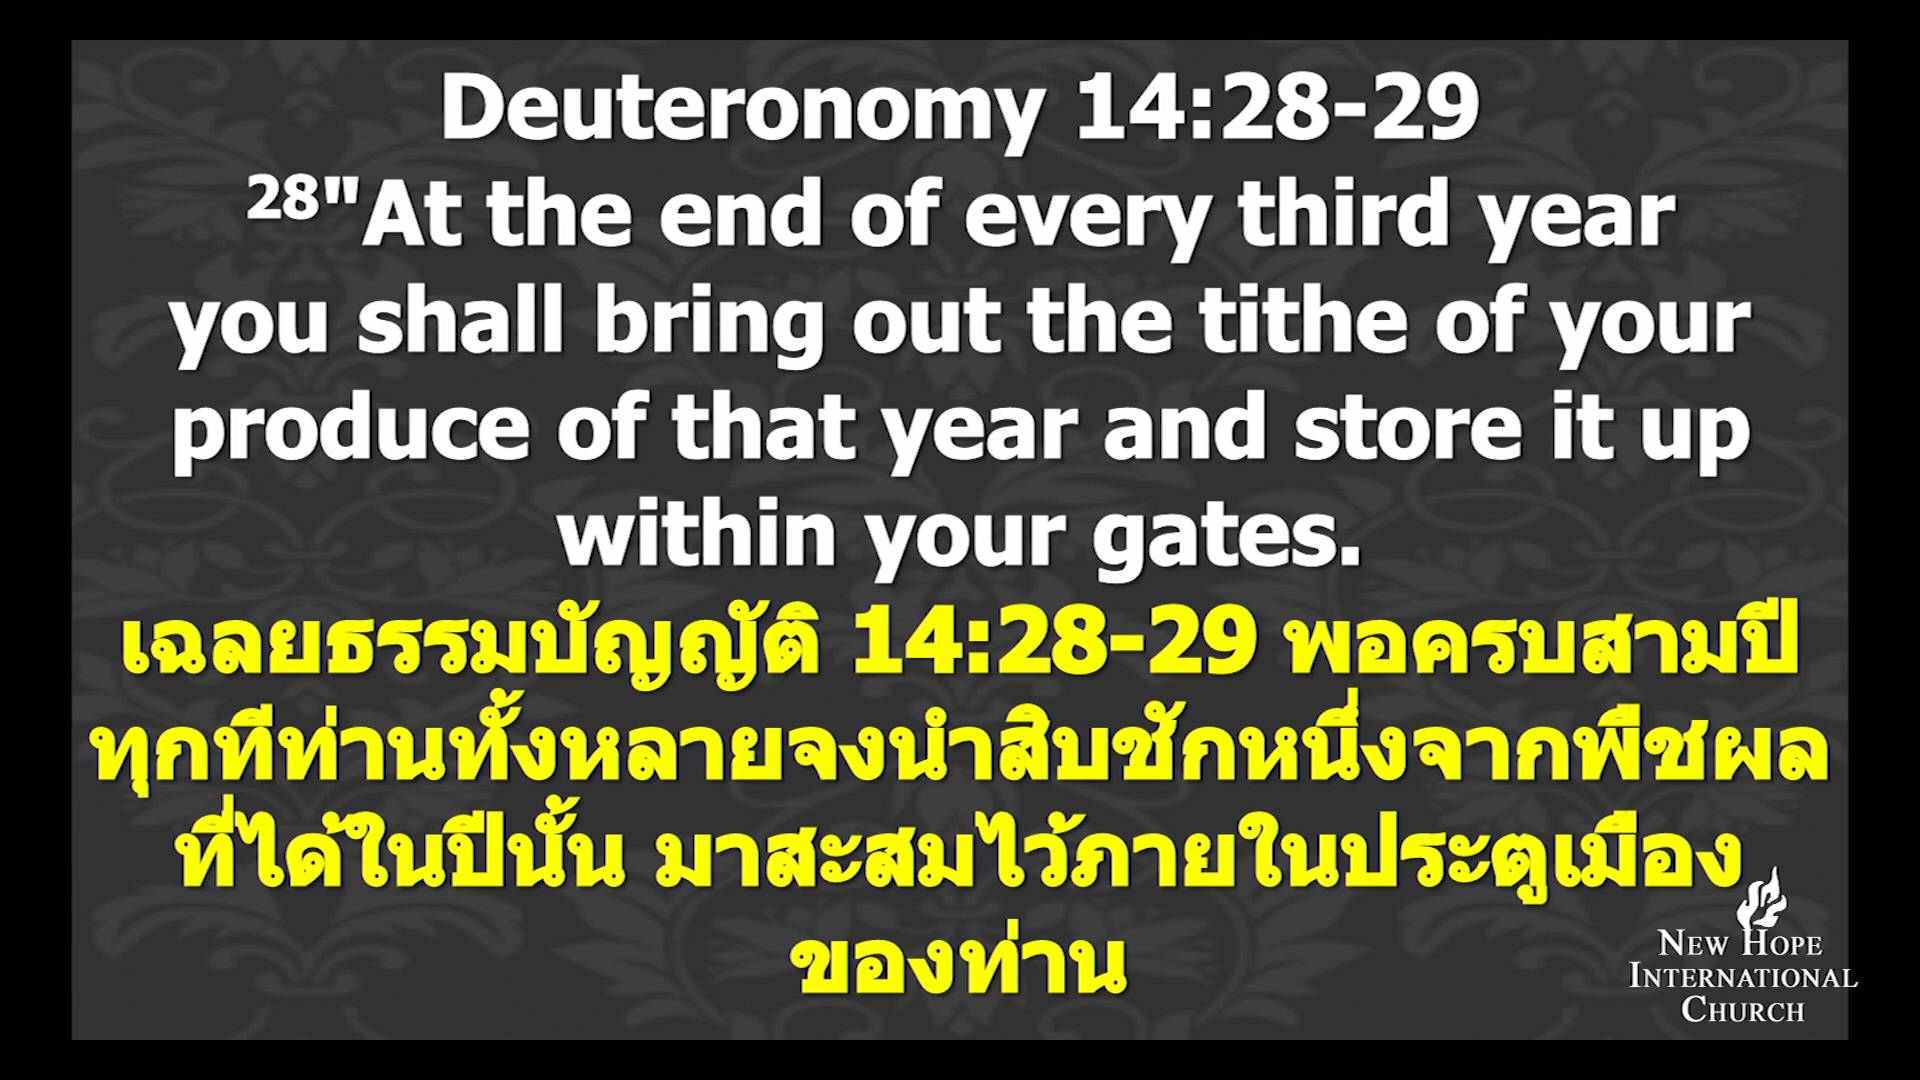 Deuteronomy 14:28-29
28"At the end of every third year
you shall bring out the tithe of your
produce of that year and store it up
within your gates.
เฉลยธรรมบัญญัติ 14:28-29 พอครบสามปี
ทุกทีท่านทั้งหลายจงนำสิบชักหนึ่งจากพืชผล
ที่ได้ในปีนั้น มาสะสมไว้ภายในประตูเมือง
ของท่าน
NEW HOPE
INTERNATIONAL
CHURCH